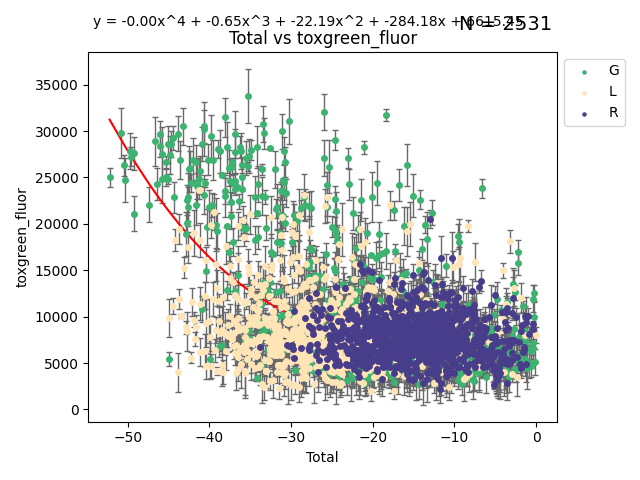 y = -0.00x^4 + -0.65x^3 + -22.19x^2 + -284.18x + 6615.45
N = 2531
Total vs toxgreen_fluor
G
L
R
toxgreen_fluor
35000
30000
25000
20000
15000
10000
5000
0
−50
−40
−30
−20
−10
0
Total